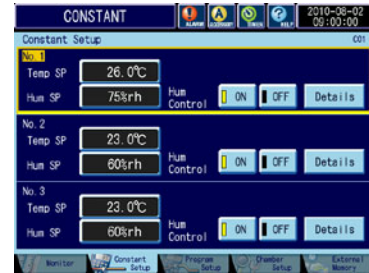 CONSTANT
ALARM
ACCESSORY
TIMER
HELP
2010-08-02
09:00:00
Constant Setup
C01
No. 1
Temp SP 26.0℃
Hum SP 75%rh Hum Control ON OFF Details
No. 2
Temp SP 23.0℃
Hum SP 60%rh Hum Control ON OFF Details
No. 3
Temp SP 23.0℃
Hum SP 60%rh Hum Control ON OFF Details
Monitor
Constant Setup
Program Setup
Chamber Setup
External Memory